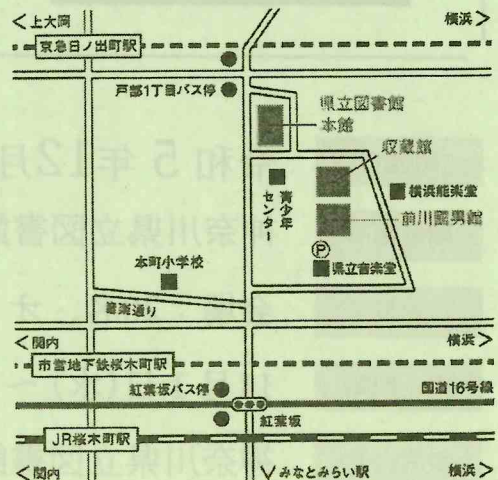 <上大岡
横浜>
京急日ノ出町駅
戸部1丁目バス停
県立図書館
本館
収蔵館
青少年
センター
横浜能楽堂
前川國男館
P
県立音楽堂
本町小学校
音楽通り
<関内
横浜>
市営地下鉄桜木町駅
紅葉坂バス停
国道16号線
紅葉坂
JR桜木町駅
<関内
∨みなとみらい駅
横浜>